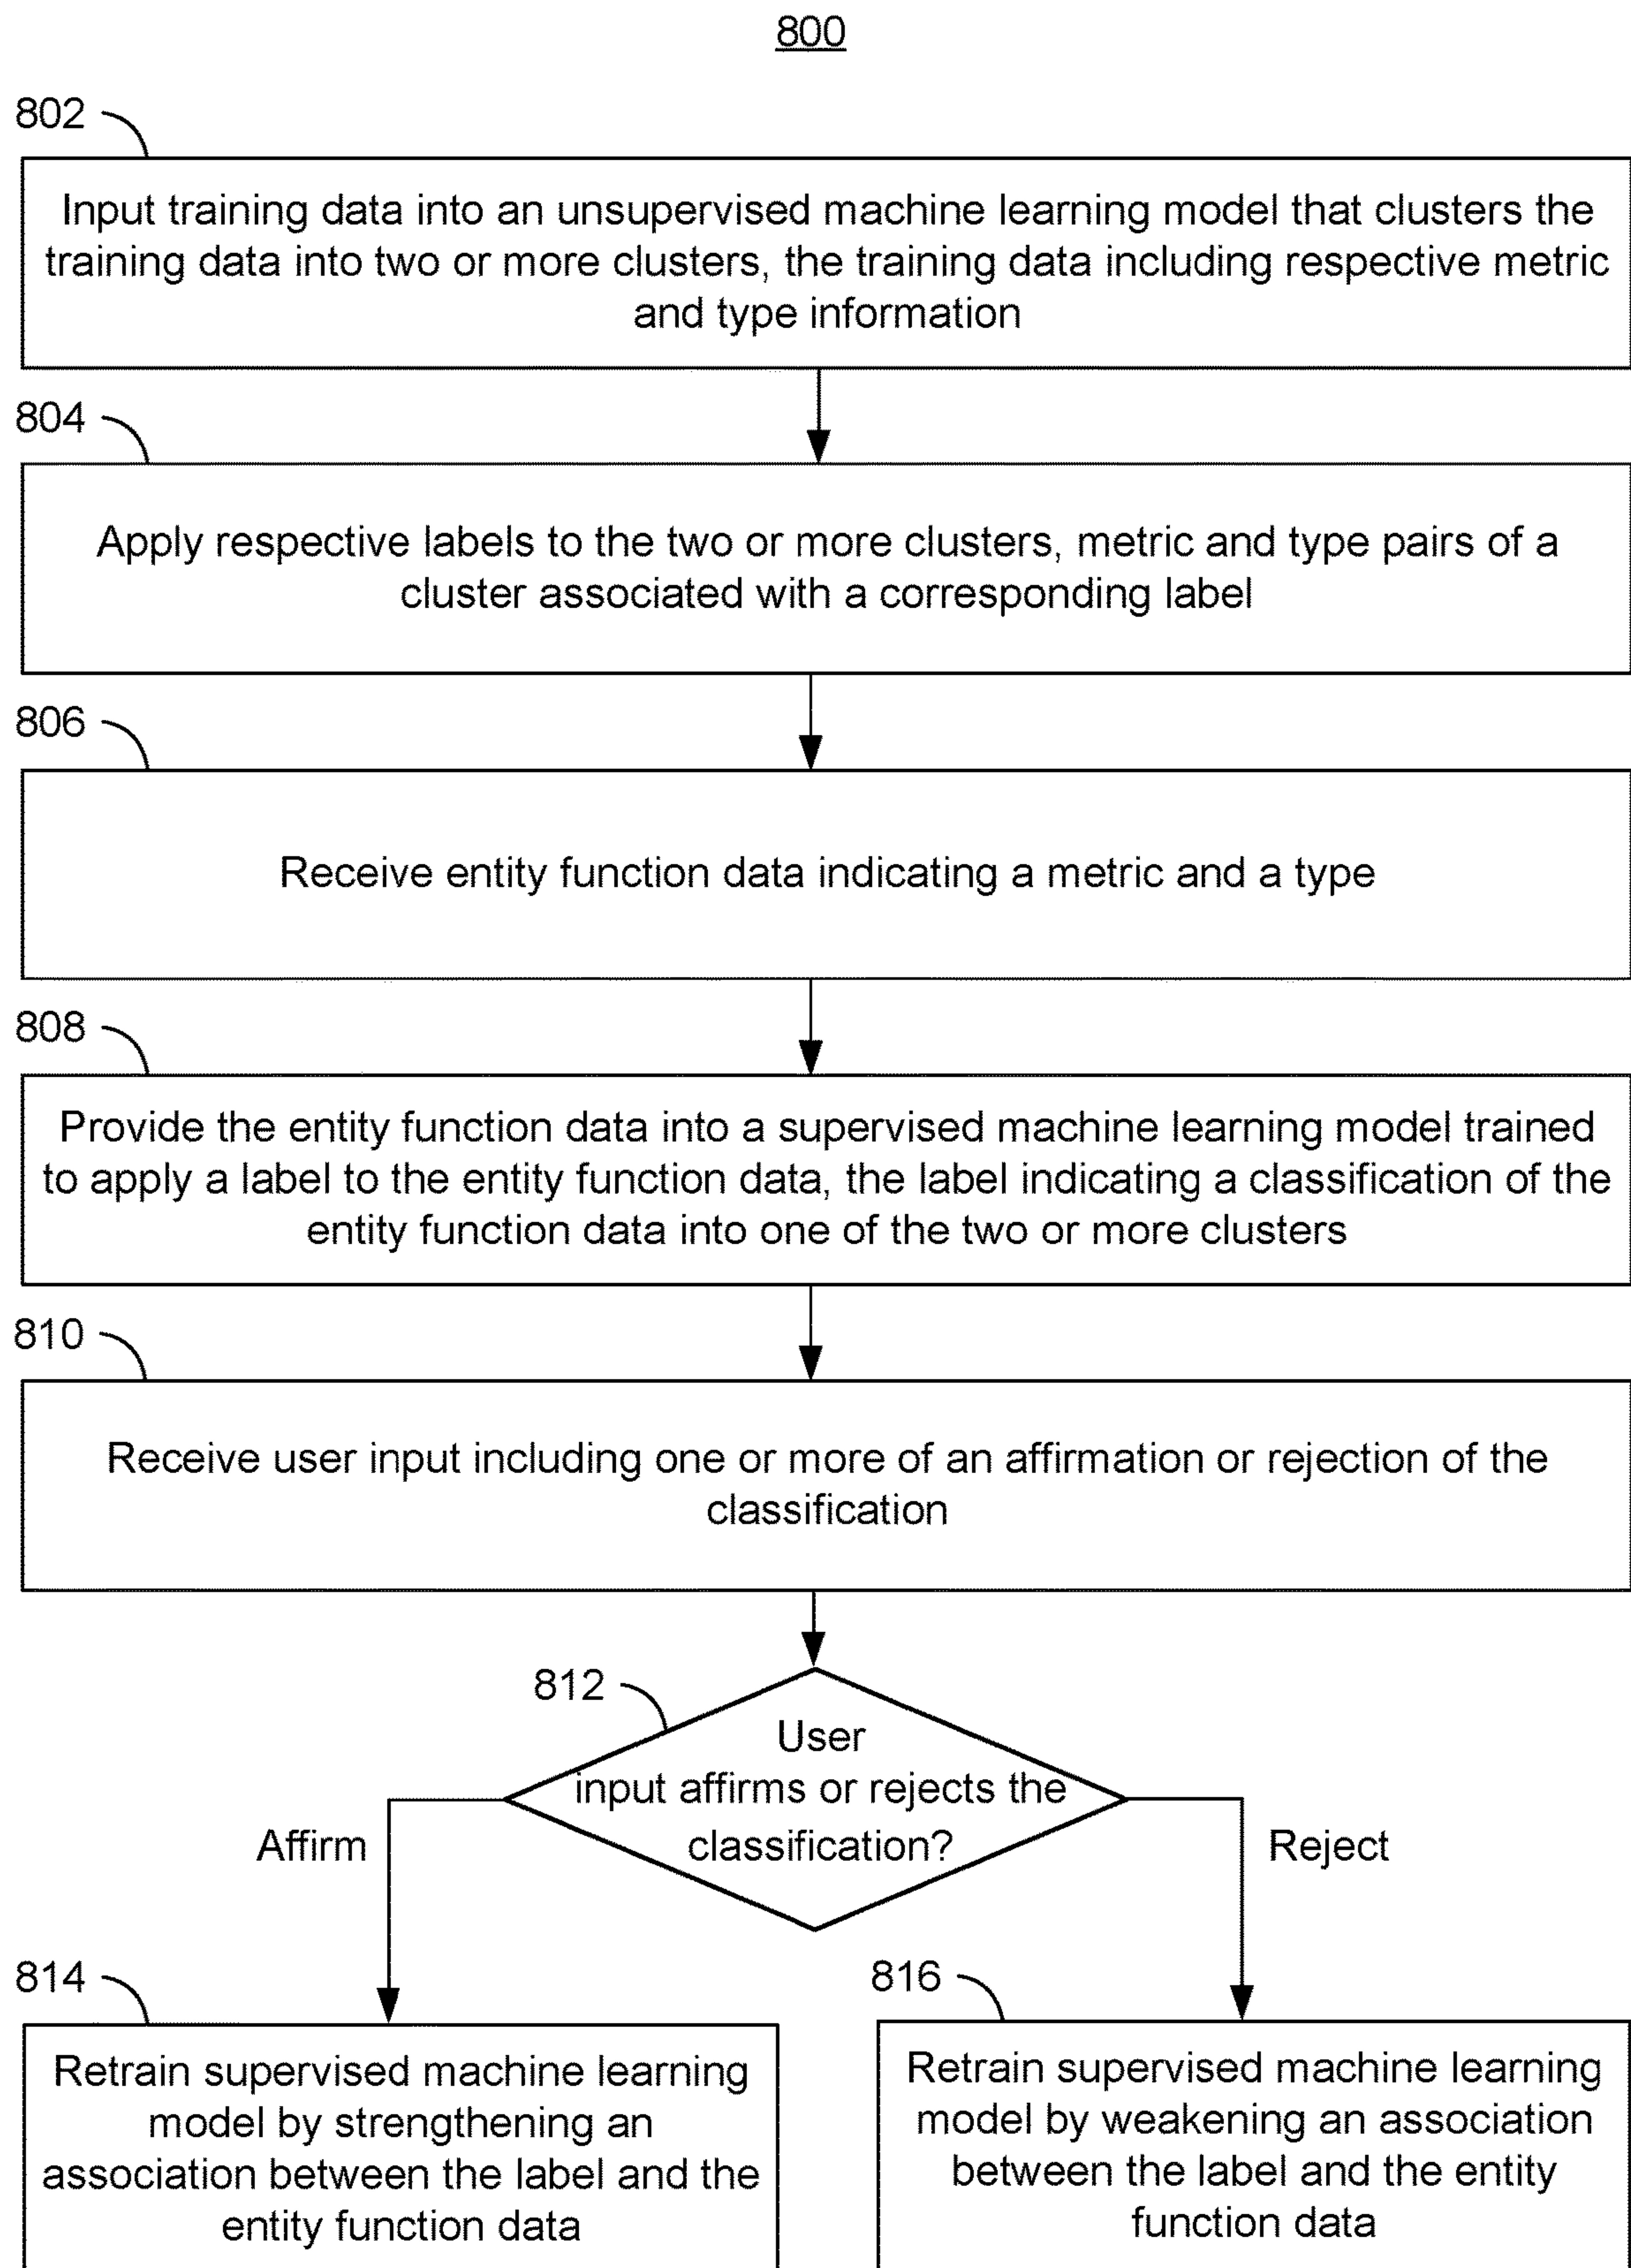 800
802
Input training data into an unsupervised machine learning model that clusters the
training data into two or more clusters, the training data including respective metric
and type information
804
Apply respective labels to the two or more clusters, metric and type pairs of a
cluster associated with a corresponding label
806
Receive entity function data indicating a metric and a type
808
Provide the entity function data into a supervised machine learning model trained
to apply a label to the entity function data, the label indicating a classification of the
entity function data into one of the two or more clusters
810
Receive user input including one or more of an affirmation or rejection of the
classification
812
User
input affirms or rejects the
classification?
Affirm
Reject
814
Retrain supervised machine learning
model by strengthening an
association between the label and the
entity function data
816
Retrain supervised machine learning
model by weakening an association
between the label and the entity
function data